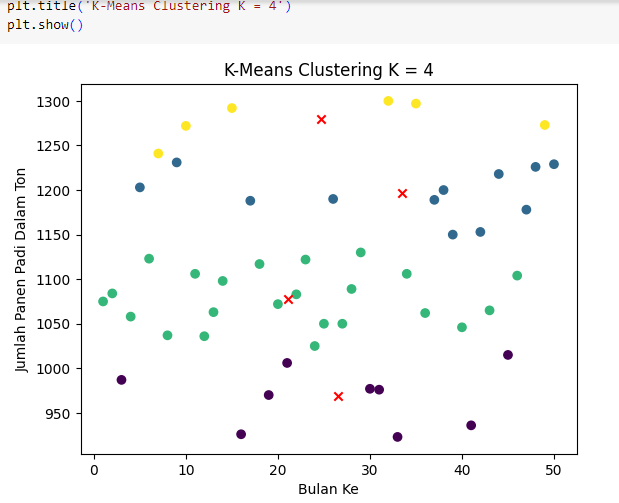 plt.title('K-Means Clustering K = 4')
plt.show()
K-Means Clustering K = 4
1300
1250
1200
1150
1100
1050
1000
950
Jumlah Panen Padi Dalam Ton
0 10 20 30 40 50
Bulan Ke